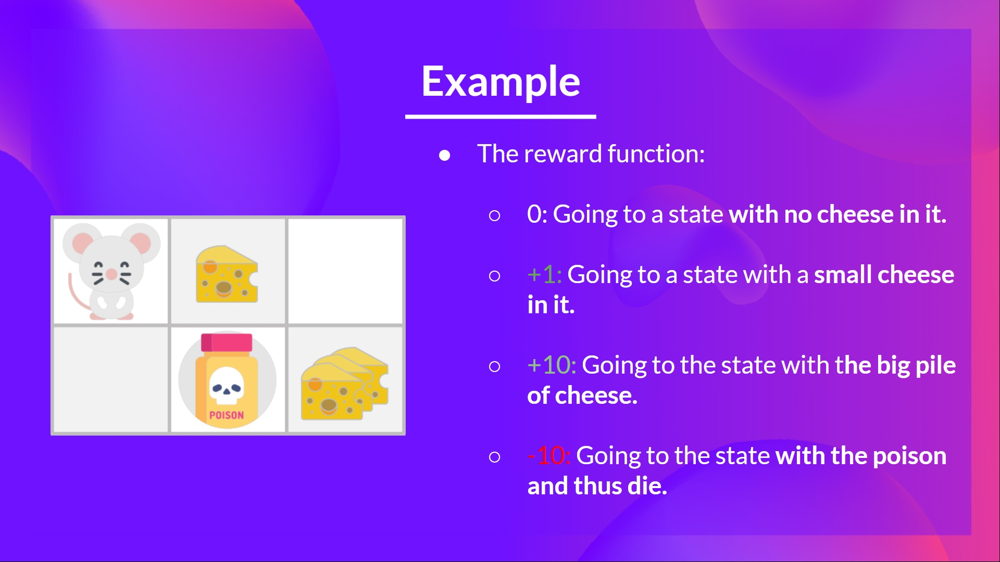 Example
● The reward function:
○ 0: Going to a state with no cheese in it.
○ +1: Going to a state with a small cheese
in it.
○ +10: Going to the state with the big pile
of cheese.
○ -10: Going to the state with the poison
and thus die.
POISON